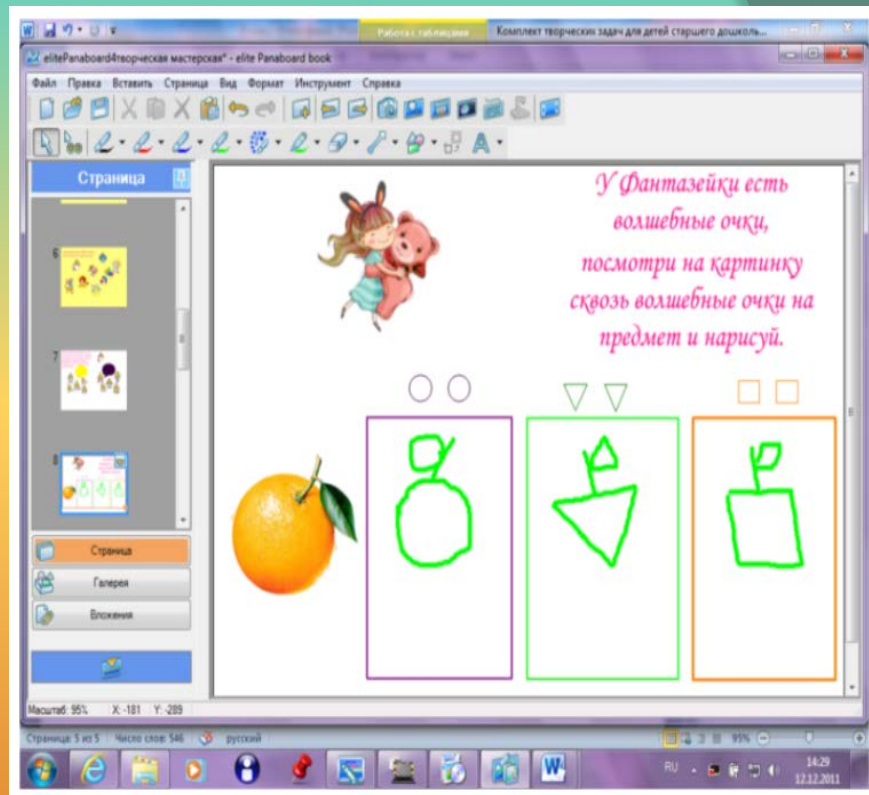 Работа с таблицами
Комплект творческих задач для детей старшего дошколь...
elitePanaboard4творческая мастерская* - elite Panaboard book
Файл Правка Вставить Страница Вид Формат Инструмент Справка
Страница
У Фантазейки есть
волшебные очки,
посмотри на картинку
сквозь волшебные очки на
предмет и нарисуй.
6
7
8
Страница
Галерея
Вложения
Масштаб: 95% X: -181 Y: -289
Страница: 5 из 5 Число слов: 546 русский 95%
RU 14:29
12.12.2011